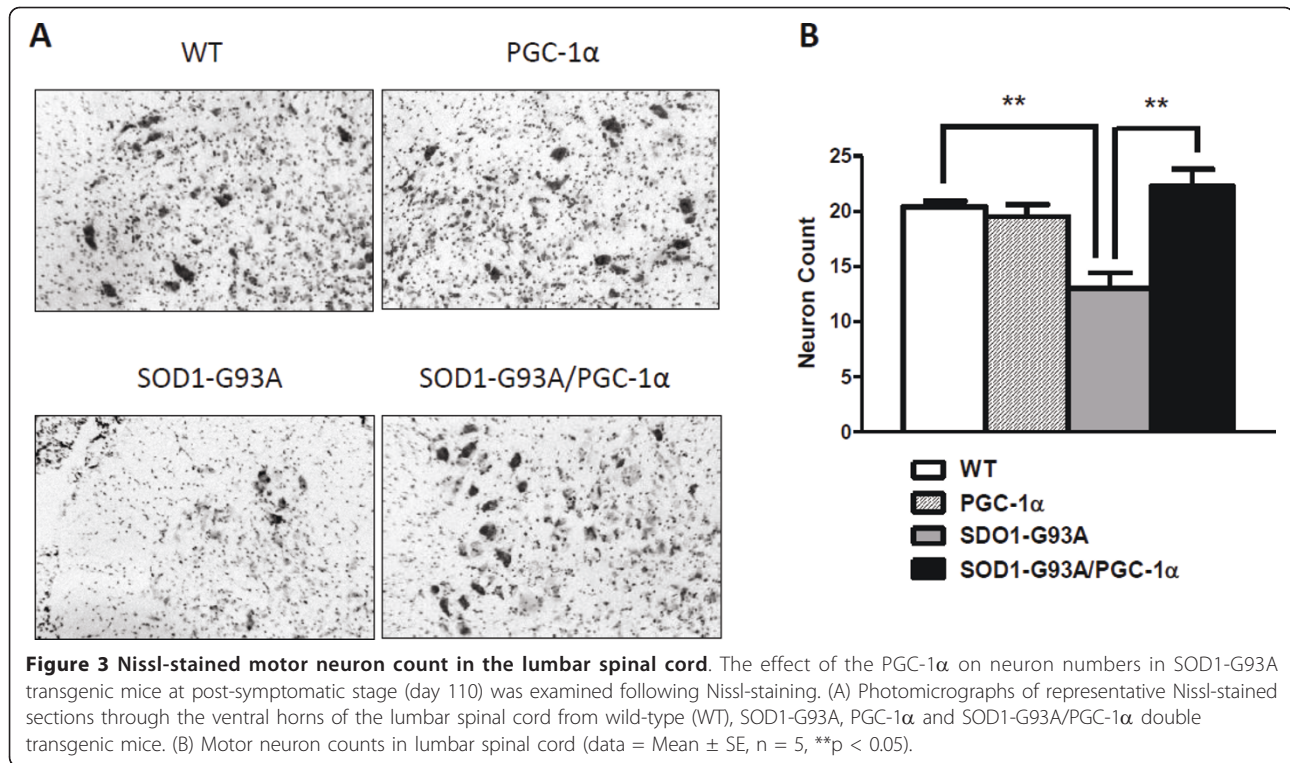 A
WT
PGC-1α
SOD1-G93A
SOD1-G93A/PGC-1α
B
**
**
25
20
15
10
5
0
Neuron Count
WT
PGC-1α
SDO1-G93A
SOD1-G93A/PGC-1α
Figure 3 Nissl-stained motor neuron count in the lumbar spinal cord. The effect of the PGC-1α on neuron numbers in SOD1-G93A
transgenic mice at post-symptomatic stage (day 110) was examined following Nissl-staining. (A) Photomicrographs of representative Nissl-stained
sections through the ventral horns of the lumbar spinal cord from wild-type (WT), SOD1-G93A, PGC-1α and SOD1-G93A/PGC-1α double
transgenic mice. (B) Motor neuron counts in lumbar spinal cord (data = Mean ± SE, n = 5, **p < 0.05).